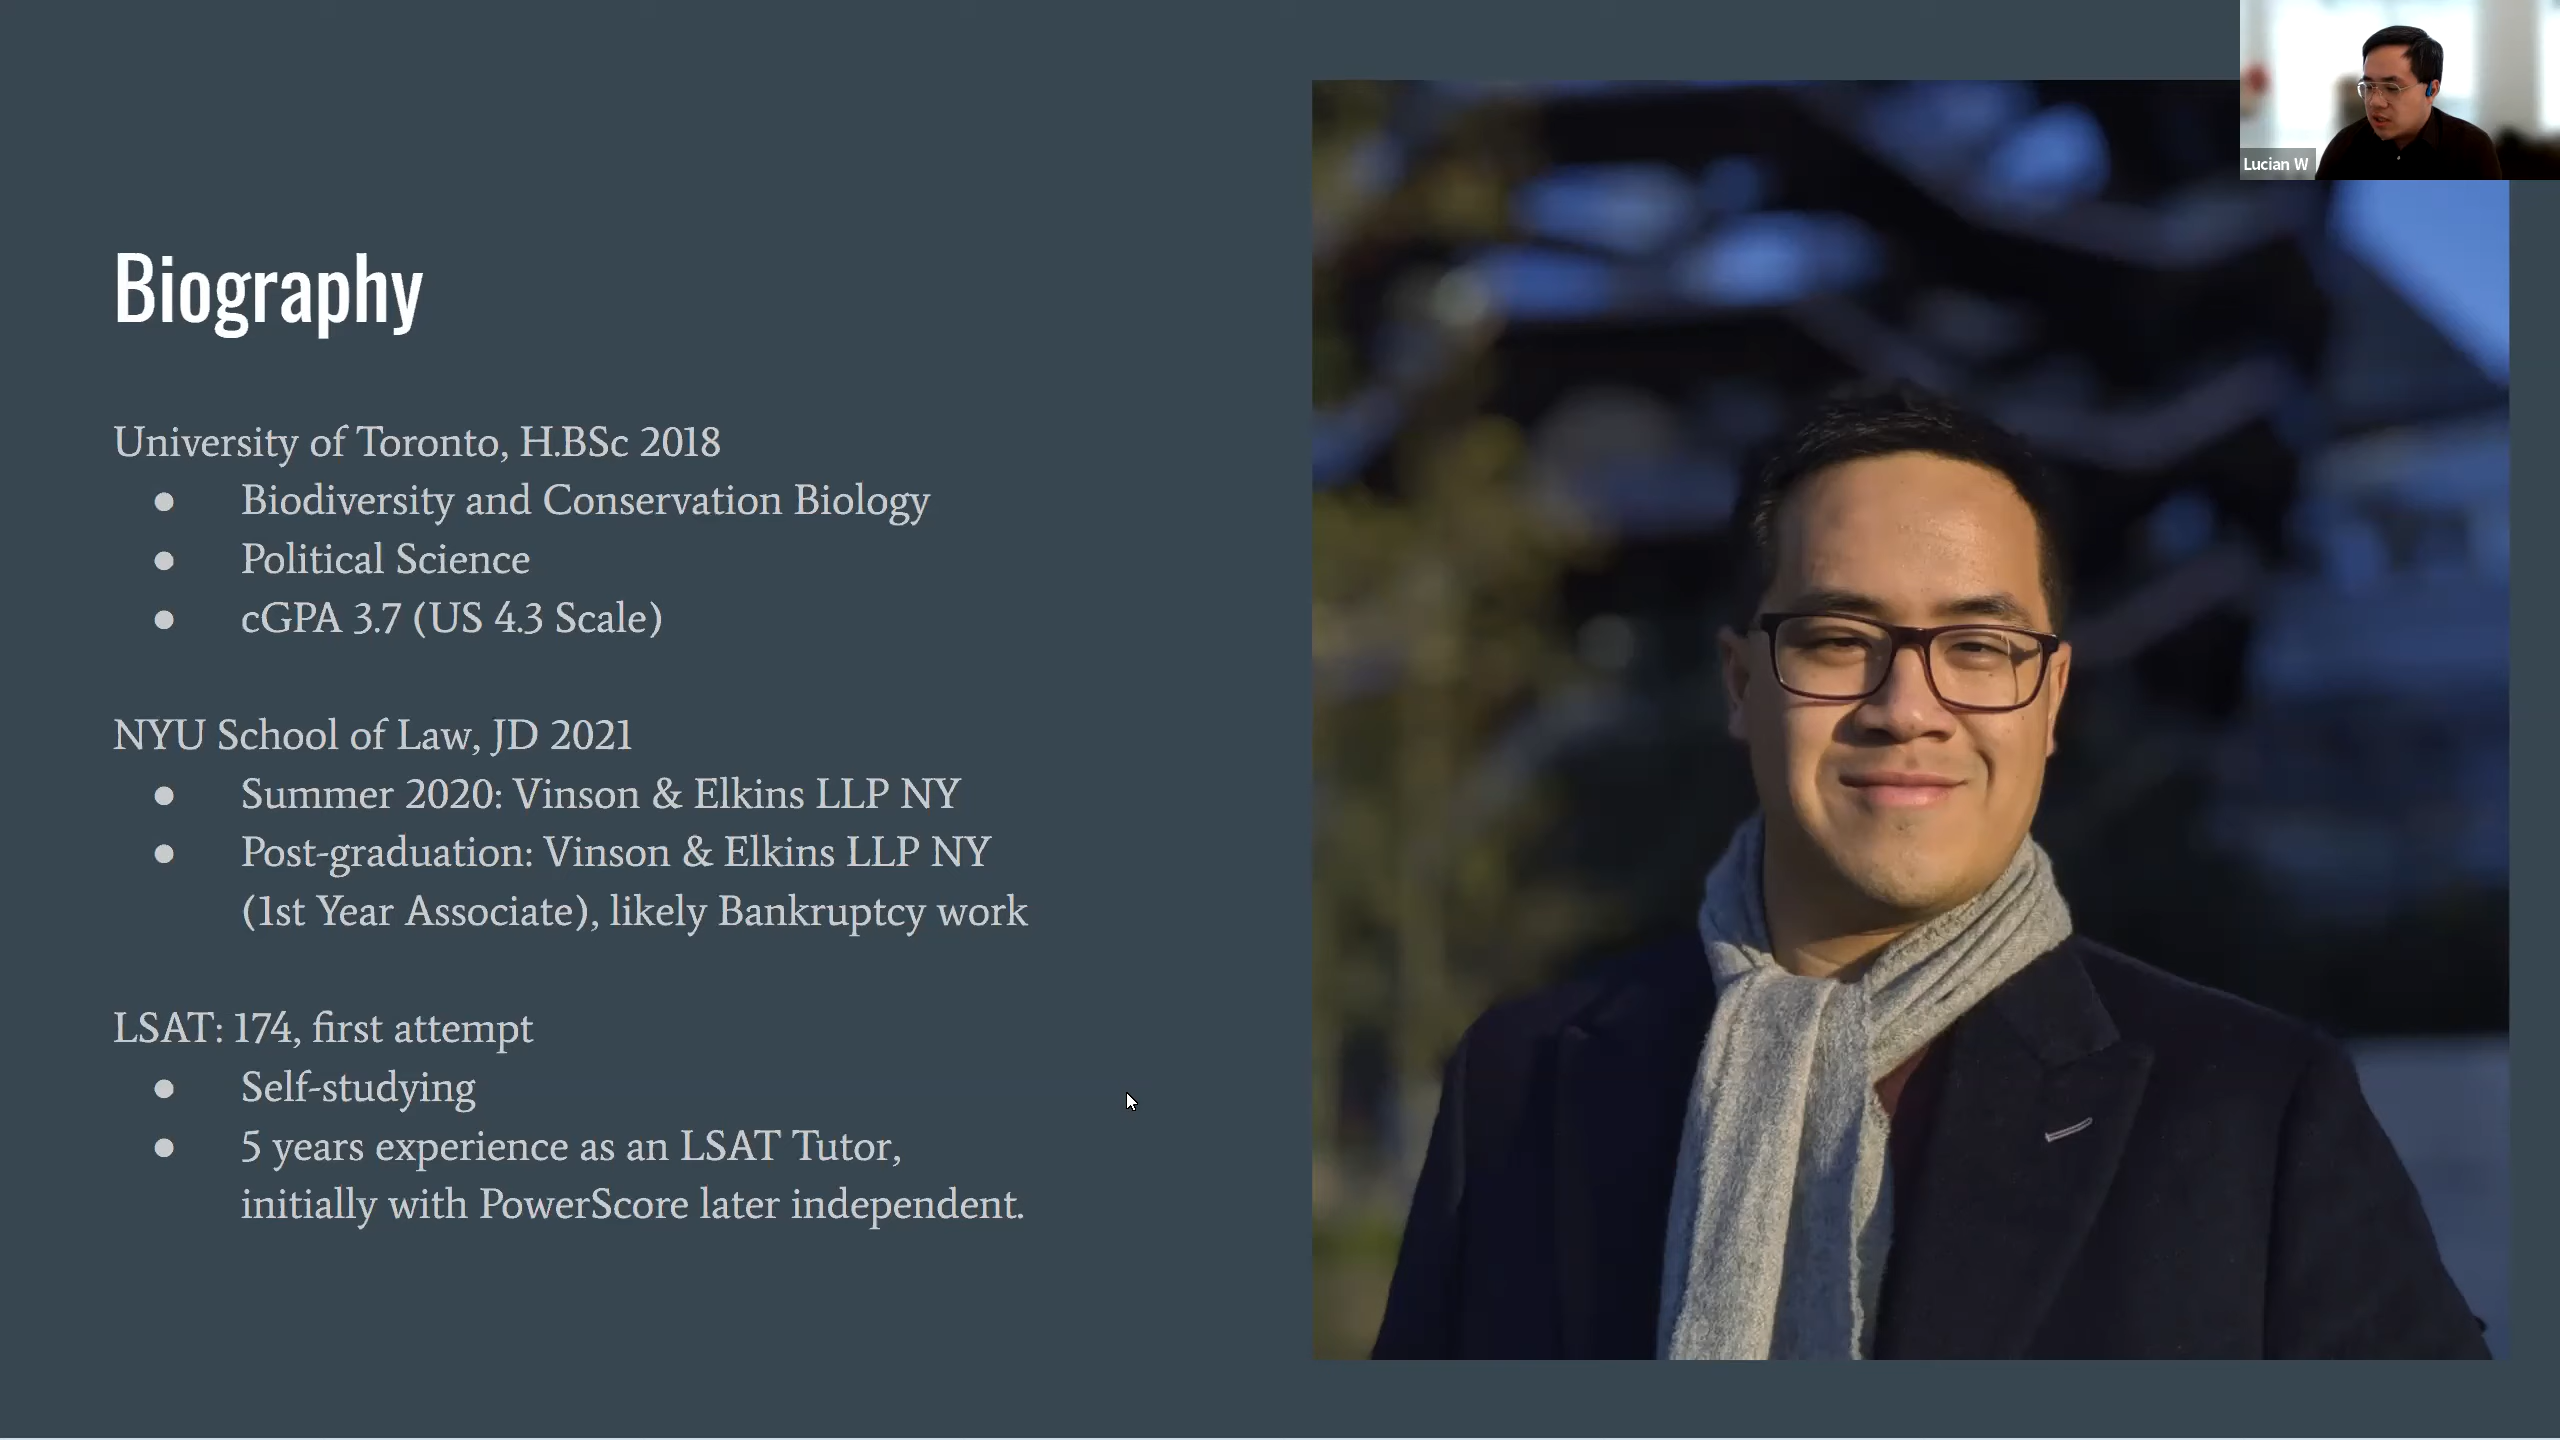 Lucian W
Biography
University of Toronto, H.BSc 2018
● Biodiversity and Conservation Biology
● Political Science
● cGPA 3.7 (US 4.3 Scale)
NYU School of Law, JD 2021
● Summer 2020: Vinson & Elkins LLP NY
● Post-graduation: Vinson & Elkins LLP NY
(1st Year Associate), likely Bankruptcy work
LSAT: 174, first attempt
● Self-studying
● 5 years experience as an LSAT Tutor,
initially with PowerScore later independent.